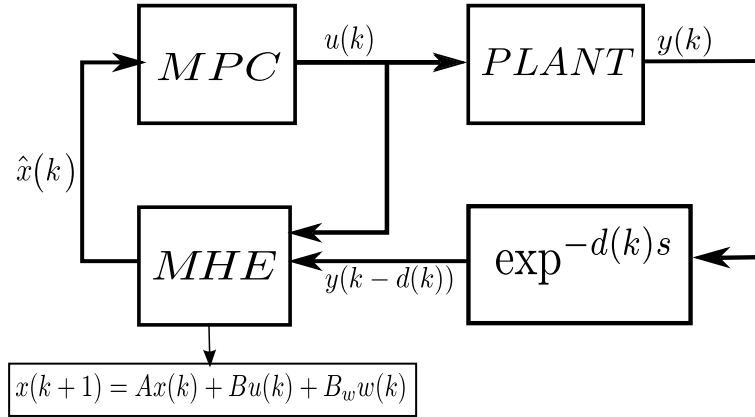 MPC
u(k)
PLANT
y(k)
x̂(k)
MHE
y(k − d(k))
exp^{−d(k)s}
x(k + 1) = Ax(k) + Bu(k) + B_w w(k)